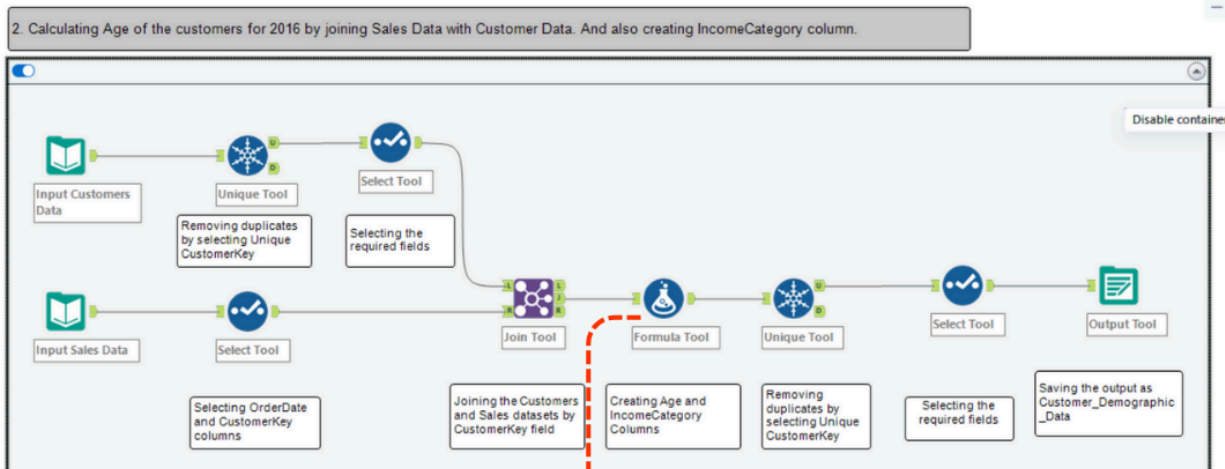 2. Calculating Age of the customers for 2016 by joining Sales Data with Customer Data. And also creating IncomeCategory column.
Disable container
Input Customers
Data
U
D
Unique Tool
Removing duplicates
by selecting Unique
CustomerKey
Select Tool
Selecting the
required fields
Input Sales Data
Select Tool
Selecting OrderDate
and CustomerKey
columns
L
R
L
J
R
Join Tool
Joining the Customers
and Sales datasets by
CustomerKey field
Formula Tool
Creating Age and
IncomeCategory
Columns
U
D
Unique Tool
Removing
duplicates by
selecting Unique
CustomerKey
Select Tool
Selecting the
required fields
Output Tool
Saving the output as
Customer_Demographic
_Data